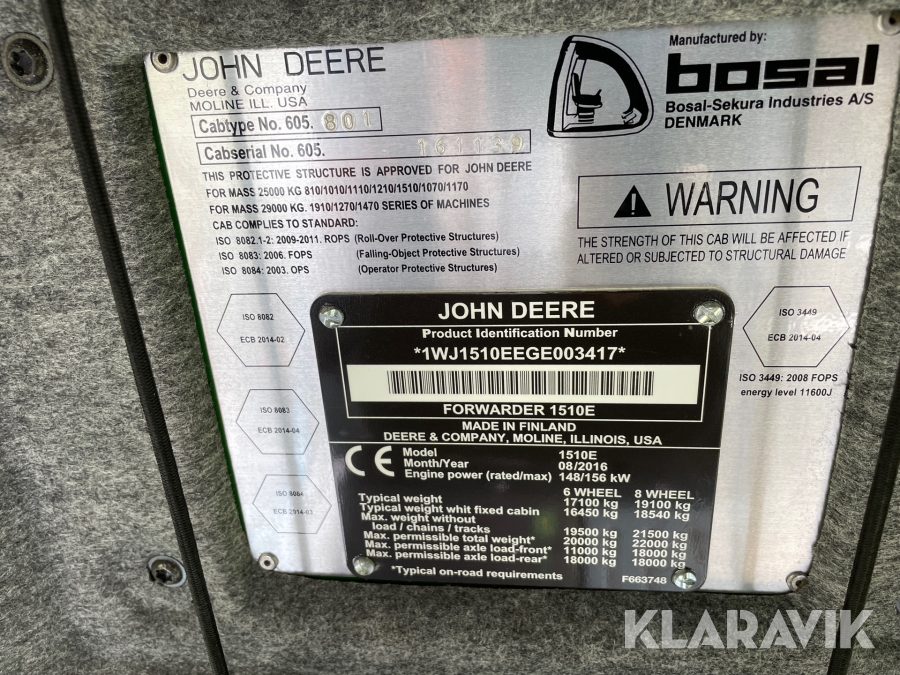 JOHN DEERE
Deere & Company
MOLINE ILL. USA
Cabtype No. 605. 801
Cabserial No. 605. 161139
THIS PROTECTIVE STRUCTURE IS APPROVED FOR JOHN DEERE
FOR MASS 25000 KG 810/1010/1110/1210/1510/1070/1170
FOR MASS 29000 KG. 1910/1270/1470 SERIES OF MACHINES
CAB COMPLIES TO STANDARD:
ISO 8082.1-2: 2009-2011. ROPS (Roll-Over Protective Structures)
ISO 8083: 2006. FOPS (Falling-Object Protective Structures)
ISO 8084: 2003. OPS (Operator Protective Structures)
Manufactured by:
bosal
Bosal-Sekura Industries A/S
DENMARK
WARNING
THE STRENGTH OF THIS CAB WILL BE AFFECTED IF
ALTERED OR SUBJECTED TO STRUCTURAL DAMAGE
ISO 8082
ECB 2014-02
ISO 8083
ECB 2014-04
ISO 8084
ECB 2014-03
ISO 3449
ECB 2014-04
ISO 3449: 2008 FOPS
energy level 11600J
JOHN DEERE
Product Identification Number
*1WJ1510EEGE003417*
FORWARDER 1510E
MADE IN FINLAND
DEERE & COMPANY, MOLINE, ILLINOIS, USA
CE
Model 1510E
Month/Year 08/2016
Engine power (rated/max) 148/156 kW
6 WHEEL 8 WHEEL
Typical weight 17100 kg 19100 kg
Typical weight whit fixed cabin 16450 kg 18540 kg
Max. weight without
load / chains / tracks 19500 kg 21500 kg
Max. permissible total weight* 20000 kg 22000 kg
Max. permissible axle load-front* 11000 kg 18000 kg
Max. permissible axle load-rear* 18000 kg 18000 kg
*Typical on-road requirements
F663748
KLARAVIK